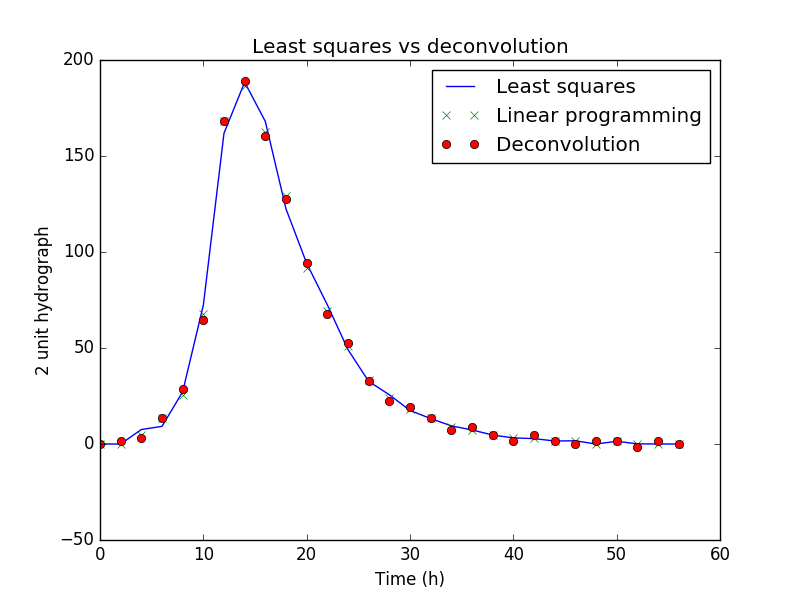 Least squares vs deconvolution
200
150
100
50
0
−50
2 unit hydrograph
Least squares
Linear programming
Deconvolution
0 10 20 30 40 50 60
Time (h)